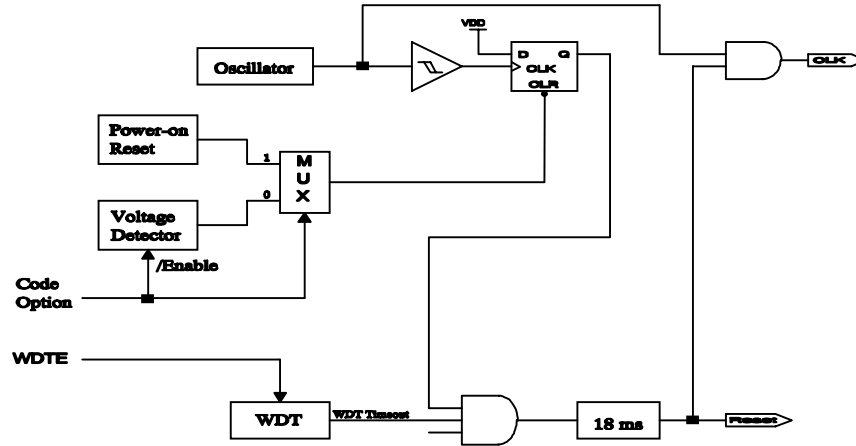 VDD
D Q
CLK
CLR
Oscillator
CLK
Power-on
Reset
1
M
U
X
0
Voltage
Detector
/Enable
Code
Option
WDTE
WDT
WDT Timeout
18 ms
Reset